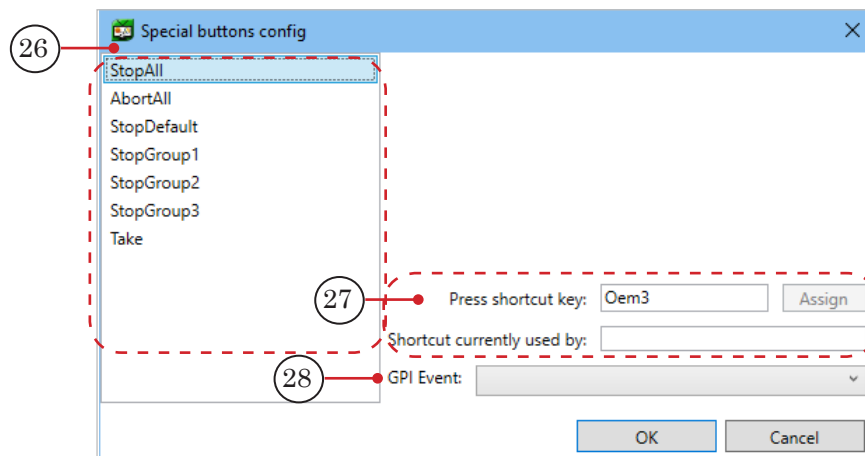 Special buttons config
26
StopAll
AbortAll
StopDefault
StopGroup1
StopGroup2
StopGroup3
Take
27
Press shortcut key: Oem3 Assign
Shortcut currently used by:
28
GPI Event:
OK Cancel